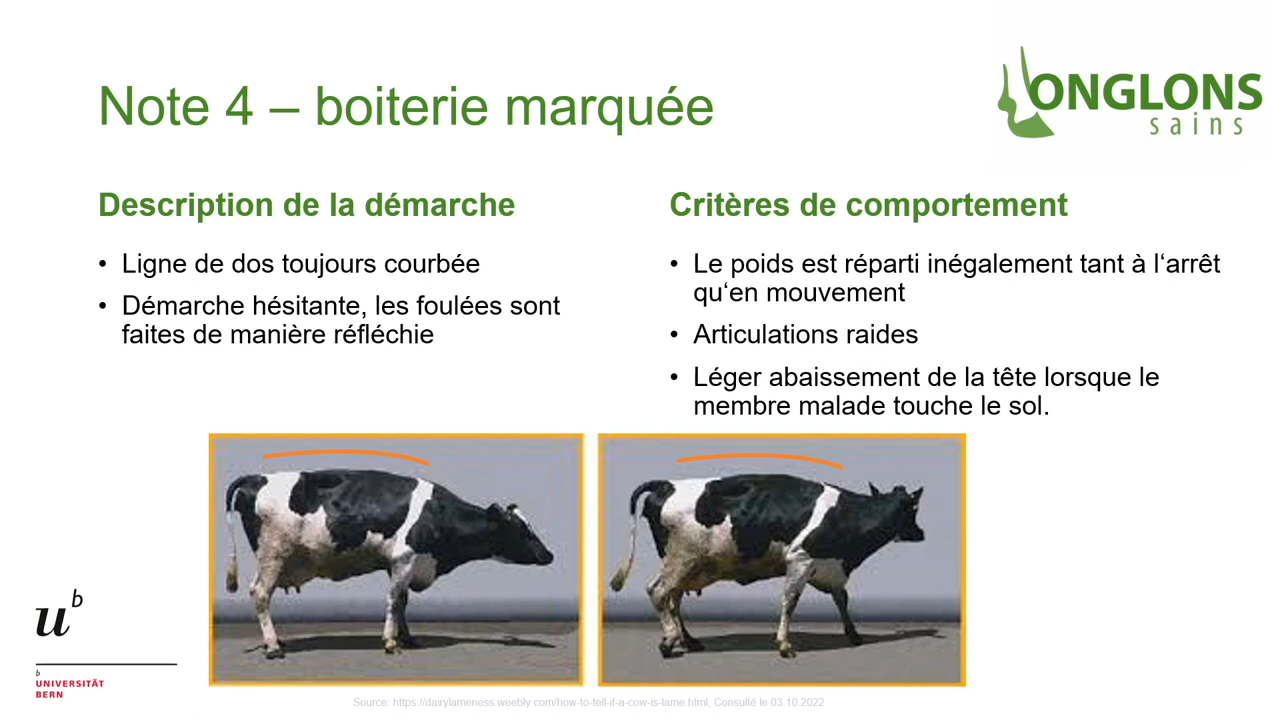 ONGLONS
sains
Note 4 – boiterie marquée
Description de la démarche
• Ligne de dos toujours courbée
• Démarche hésitante, les foulées sont
faites de manière réfléchie
Critères de comportement
• Le poids est réparti inégalement tant à l‘arrêt
qu‘en mouvement
• Articulations raides
• Léger abaissement de la tête lorsque le
membre malade touche le sol.
u b
b
UNIVERSITÄT
BERN
Source: https://dairylameness.weebly.com/how-to-tell-if-a-cow-is-lame.html, Consulté le 03.10.2022